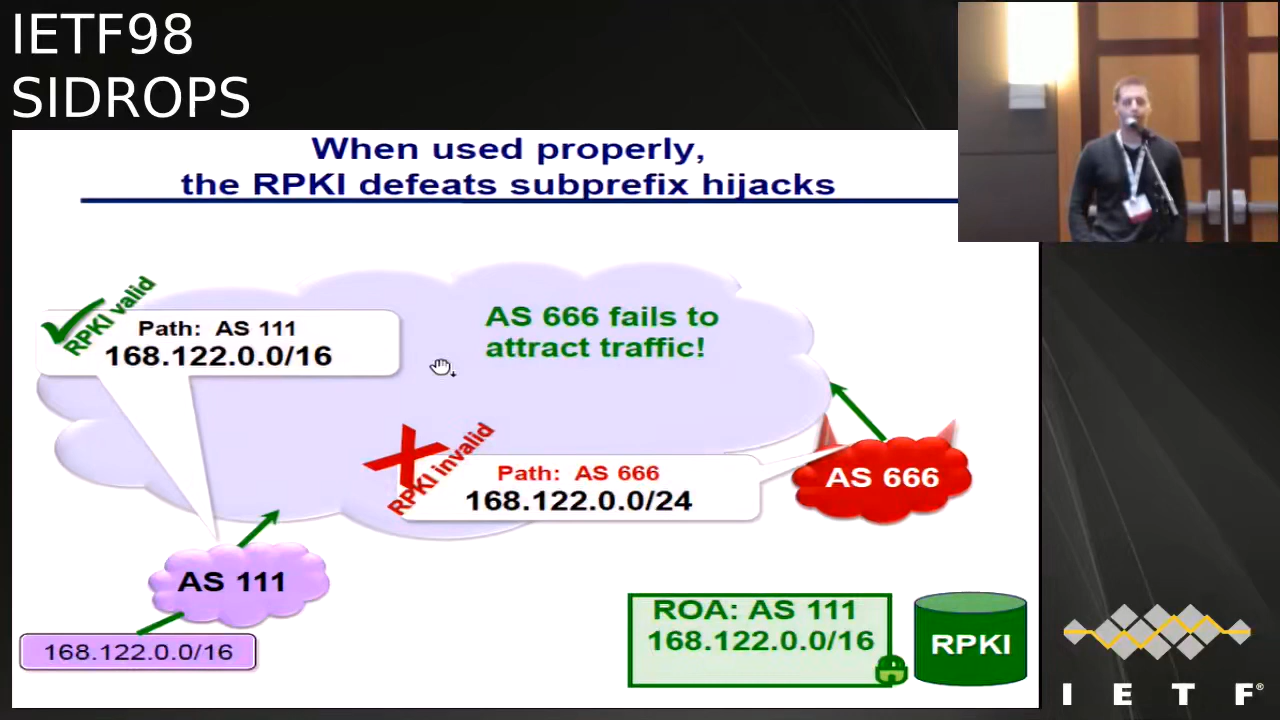 IETF98
SIDROPS
When used properly,
the RPKI defeats subprefix hijacks
RPKI valid
Path: AS 111
168.122.0.0/16
AS 666 fails to
attract traffic!
RPKI invalid
Path: AS 666
168.122.0.0/24
AS 666
AS 111
168.122.0.0/16
ROA: AS 111
168.122.0.0/16
RPKI
I E T F®